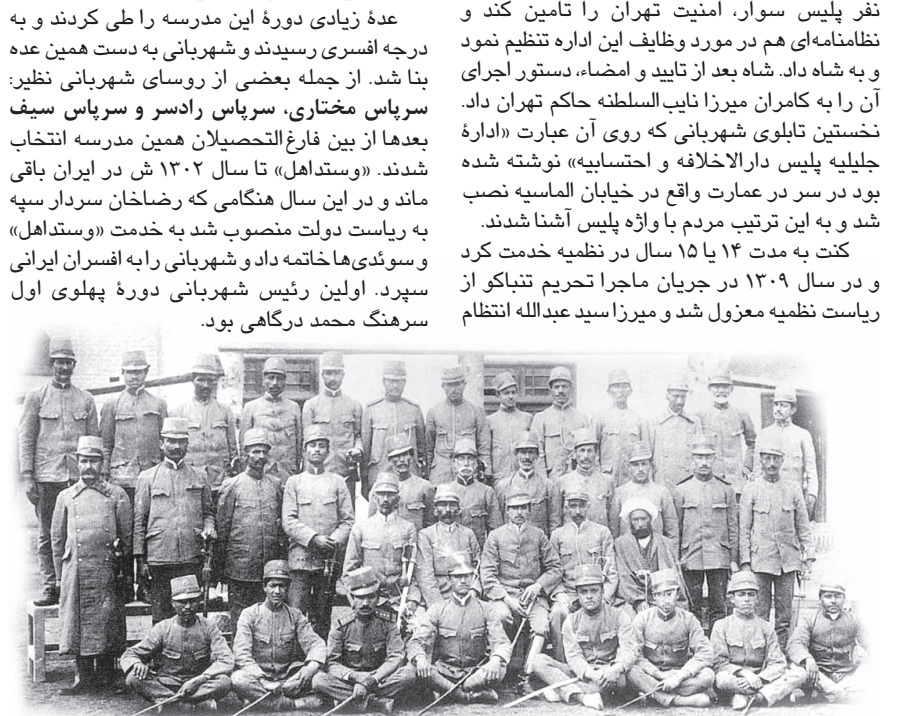 نفر پلیس سوار، امنیت تهران را تامین کند و
نظامنامه‌ای هم در مورد وظایف این اداره تنظیم نمود
و به شاه داد. شاه بعد از تایید و امضاء، دستور اجرای
آن را به کامران میرزا نایب‌السلطنه حاکم تهران داد.
نخستین تابلوی شهربانی که روی آن عبارت «ادارهٔ
جلیلیه پلیس دارالاخلافه و احتسابیه» نوشته شده
بود در سر در عمارت واقع در خیابان الماسیه نصب
شد و به این ترتیب مردم با واژه پلیس آشنا شدند.
کنت به مدت ۱۴ یا ۱۵ سال در نظمیه خدمت کرد
و در سال ۱۳۰۹ در جریان ماجرا تحریم تنباکو از
ریاست نظمیه معزول شد و میرزا سید عبدالله انتظام
عدهٔ زیادی دورهٔ این مدرسه را طی کردند و به
درجه افسری رسیدند و شهربانی به دست همین عده
بنا شد. از جمله بعضی از روسای شهربانی نظیر:
سرپاس مختاری، سرپاس رادسر و سرپاس سیف
بعدها از بین فارغ‌التحصیلان همین مدرسه انتخاب
شدند. «وستداهل» تا سال ۱۳۰۲ ش در ایران باقی
ماند و در این سال هنگامی که رضاخان سردار سپه
به ریاست دولت منصوب شد به خدمت «وستداهل»
و سوئدی‌ها خاتمه داد و شهربانی را به افسران ایرانی
سپرد. اولین رئیس شهربانی دورهٔ پهلوی اول
سرهنگ محمد درگاهی بود.